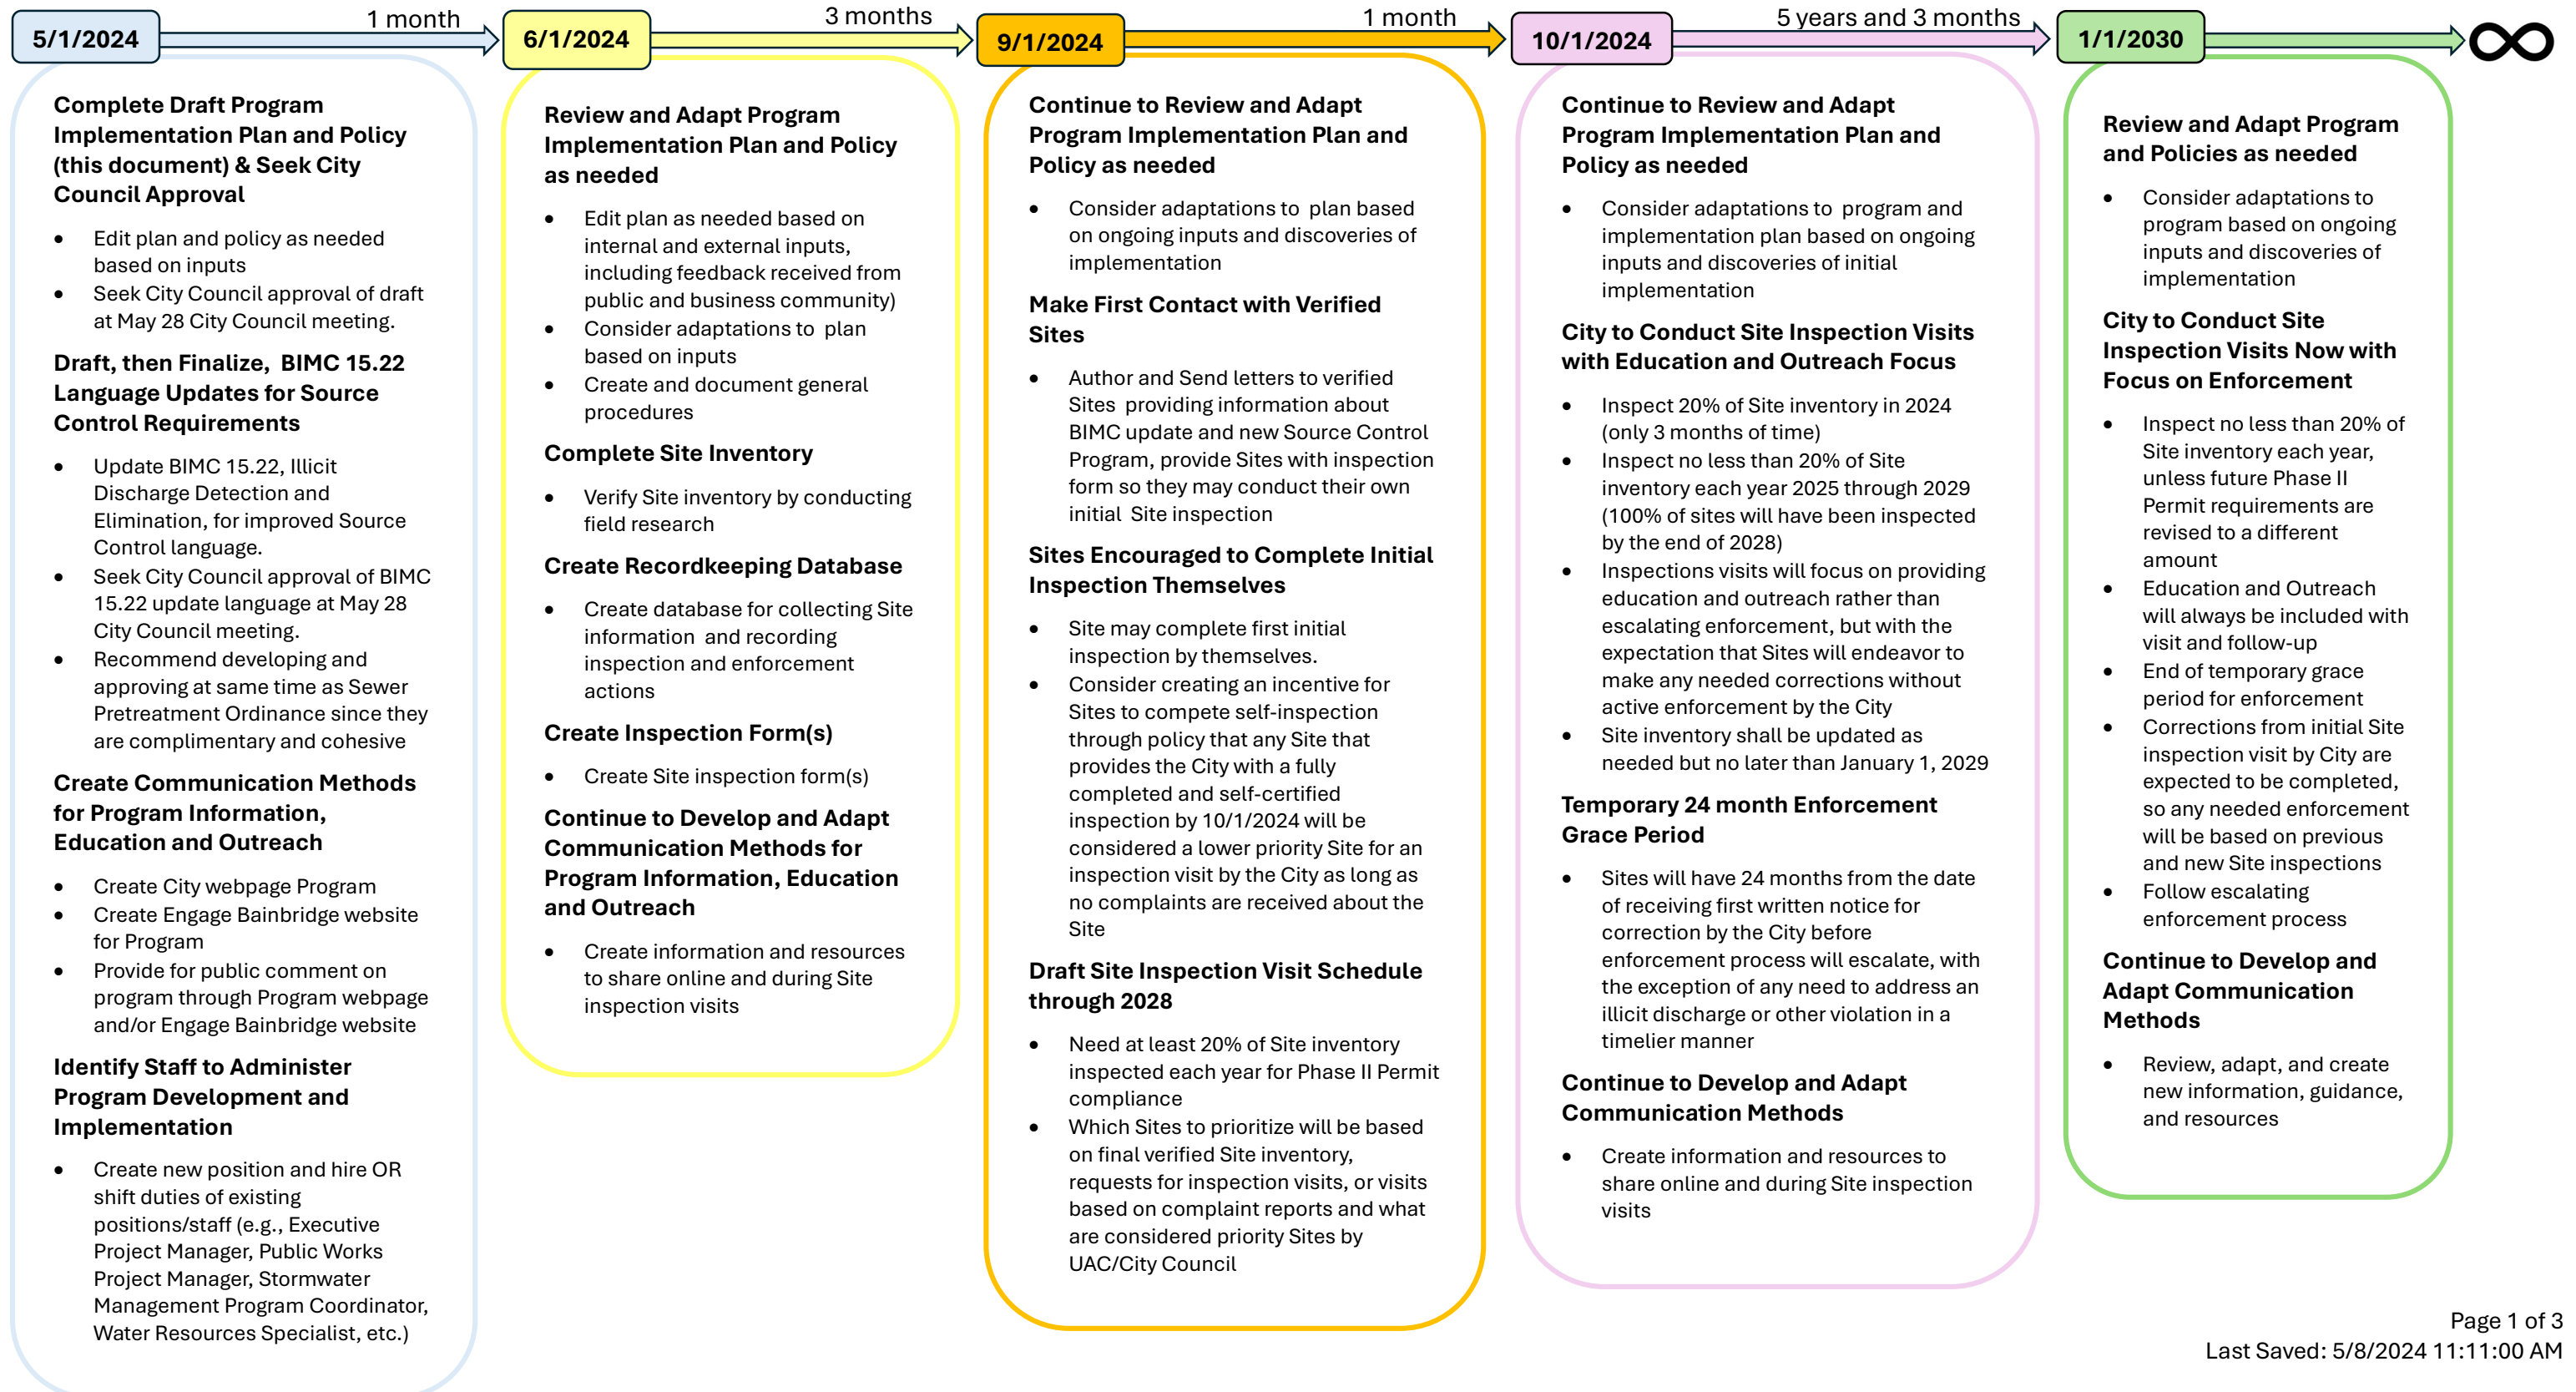 5/1/2024
1 month
6/1/2024
3 months
9/1/2024
1 month
10/1/2024
5 years and 3 months
1/1/2030
Complete Draft Program
Implementation Plan and Policy
(this document) & Seek City
Council Approval
• Edit plan and policy as needed
based on inputs
• Seek City Council approval of draft
at May 28 City Council meeting.
Draft, then Finalize, BIMC 15.22
Language Updates for Source
Control Requirements
• Update BIMC 15.22, Illicit
Discharge Detection and
Elimination, for improved Source
Control language.
• Seek City Council approval of BIMC
15.22 update language at May 28
City Council meeting.
• Recommend developing and
approving at same time as Sewer
Pretreatment Ordinance since they
are complimentary and cohesive
Create Communication Methods
for Program Information,
Education and Outreach
• Create City webpage Program
• Create Engage Bainbridge website
for Program
• Provide for public comment on
program through Program webpage
and/or Engage Bainbridge website
Identify Staff to Administer
Program Development and
Implementation
• Create new position and hire OR
shift duties of existing
positions/staff (e.g., Executive
Project Manager, Public Works
Project Manager, Stormwater
Management Program Coordinator,
Water Resources Specialist, etc.)
Review and Adapt Program
Implementation Plan and Policy
as needed
• Edit plan as needed based on
internal and external inputs,
including feedback received from
public and business community)
• Consider adaptations to plan
based on inputs
• Create and document general
procedures
Complete Site Inventory
• Verify Site inventory by conducting
field research
Create Recordkeeping Database
• Create database for collecting Site
information and recording
inspection and enforcement
actions
Create Inspection Form(s)
• Create Site inspection form(s)
Continue to Develop and Adapt
Communication Methods for
Program Information, Education
and Outreach
• Create information and resources
to share online and during Site
inspection visits
Continue to Review and Adapt
Program Implementation Plan and
Policy as needed
• Consider adaptations to plan based
on ongoing inputs and discoveries of
implementation
Make First Contact with Verified
Sites
• Author and Send letters to verified
Sites providing information about
BIMC update and new Source Control
Program, provide Sites with inspection
form so they may conduct their own
initial Site inspection
Sites Encouraged to Complete Initial
Inspection Themselves
• Site may complete first initial
inspection by themselves.
• Consider creating an incentive for
Sites to compete self-inspection
through policy that any Site that
provides the City with a fully
completed and self-certified
inspection by 10/1/2024 will be
considered a lower priority Site for an
inspection visit by the City as long as
no complaints are received about the
Site
Draft Site Inspection Visit Schedule
through 2028
• Need at least 20% of Site inventory
inspected each year for Phase II Permit
compliance
• Which Sites to prioritize will be based
on final verified Site inventory,
requests for inspection visits, or visits
based on complaint reports and what
are considered priority Sites by
UAC/City Council
Continue to Review and Adapt
Program Implementation Plan and
Policy as needed
• Consider adaptations to program and
implementation plan based on ongoing
inputs and discoveries of initial
implementation
City to Conduct Site Inspection Visits
with Education and Outreach Focus
• Inspect 20% of Site inventory in 2024
(only 3 months of time)
• Inspect no less than 20% of Site
inventory each year 2025 through 2029
(100% of sites will have been inspected
by the end of 2028)
• Inspections visits will focus on providing
education and outreach rather than
escalating enforcement, but with the
expectation that Sites will endeavor to
make any needed corrections without
active enforcement by the City
• Site inventory shall be updated as
needed but no later than January 1, 2029
Temporary 24 month Enforcement
Grace Period
• Sites will have 24 months from the date
of receiving first written notice for
correction by the City before
enforcement process will escalate, with
the exception of any need to address an
illicit discharge or other violation in a
timelier manner
Continue to Develop and Adapt
Communication Methods
• Create information and resources to
share online and during Site inspection
visits
Review and Adapt Program
and Policies as needed
• Consider adaptations to
program based on ongoing
inputs and discoveries of
implementation
City to Conduct Site
Inspection Visits Now with
Focus on Enforcement
• Inspect no less than 20% of
Site inventory each year,
unless future Phase II
Permit requirements are
revised to a different
amount
• Education and Outreach
will always be included with
visit and follow-up
• End of temporary grace
period for enforcement
• Corrections from initial Site
inspection visit by City are
expected to be completed,
so any needed enforcement
will be based on previous
and new Site inspections
• Follow escalating
enforcement process
Continue to Develop and
Adapt Communication
Methods
• Review, adapt, and create
new information, guidance,
and resources
Page 1 of 3
Last Saved: 5/8/2024 11:11:00 AM